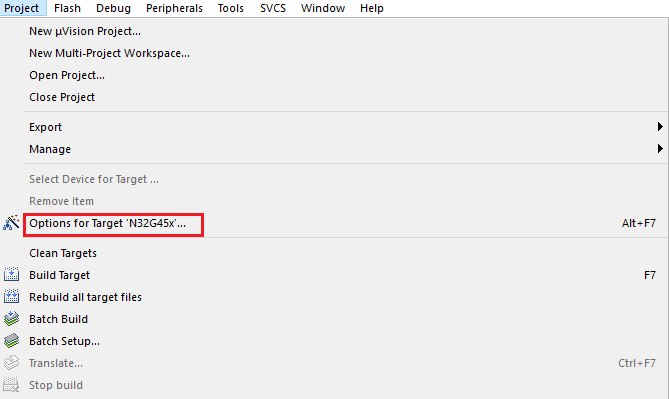 Project Flash Debug Peripherals Tools SVCS Window Help
New µVision Project...
New Multi-Project Workspace...
Open Project...
Close Project
Export
Manage
Select Device for Target ...
Remove Item
Options for Target 'N32G45x'... Alt+F7
Clean Targets
Build Target F7
Rebuild all target files
Batch Build
Batch Setup...
Translate... Ctrl+F7
Stop build